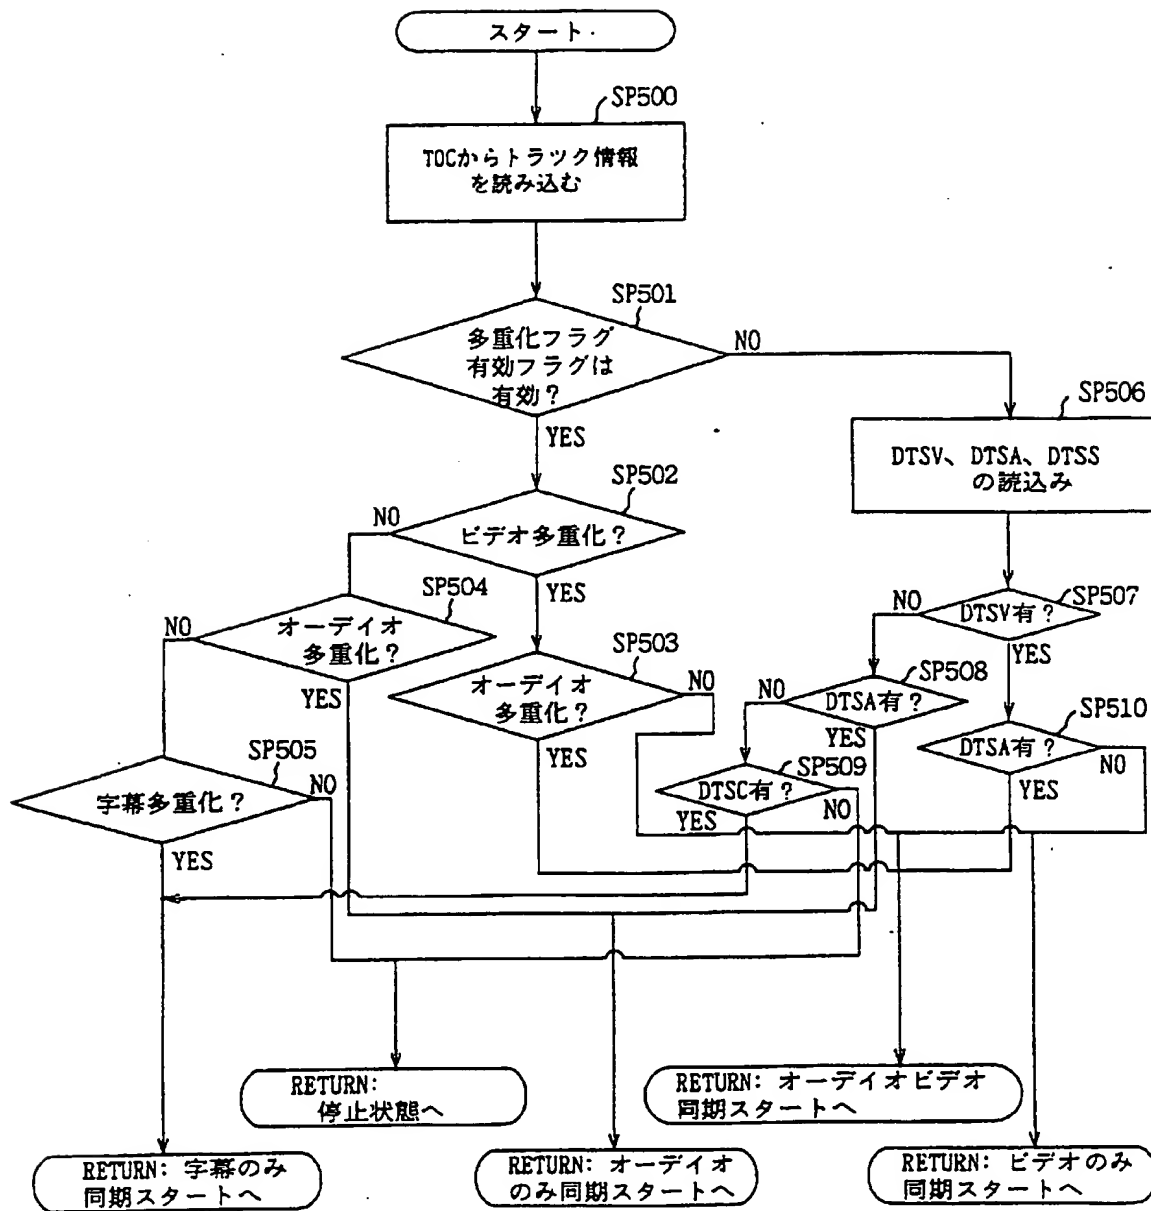 スタート
SP500
TOCからトラツク情報
を読み込む
SP501
多重化フラグ
有効フラグは
有効?
NO
YES
SP506
DTSV、DTSA、DTSS
の読込み
SP502
ビデオ多重化?
NO
YES
SP504
オーデイオ
多重化?
NO
YES
SP503
オーデイオ
多重化?
NO
YES
SP507
DTSV有?
NO
YES
SP508
DTSA有?
NO
YES
SP510
DTSA有?
NO
YES
SP505
字幕多重化?
NO
YES
SP509
DTSC有?
YES
NO
RETURN:
停止状態へ
RETURN: オーデイオビデオ
同期スタートへ
RETURN: 字幕のみ
同期スタートへ
RETURN: オーデイオ
のみ同期スタートへ
RETURN: ビデオのみ
同期スタートへ